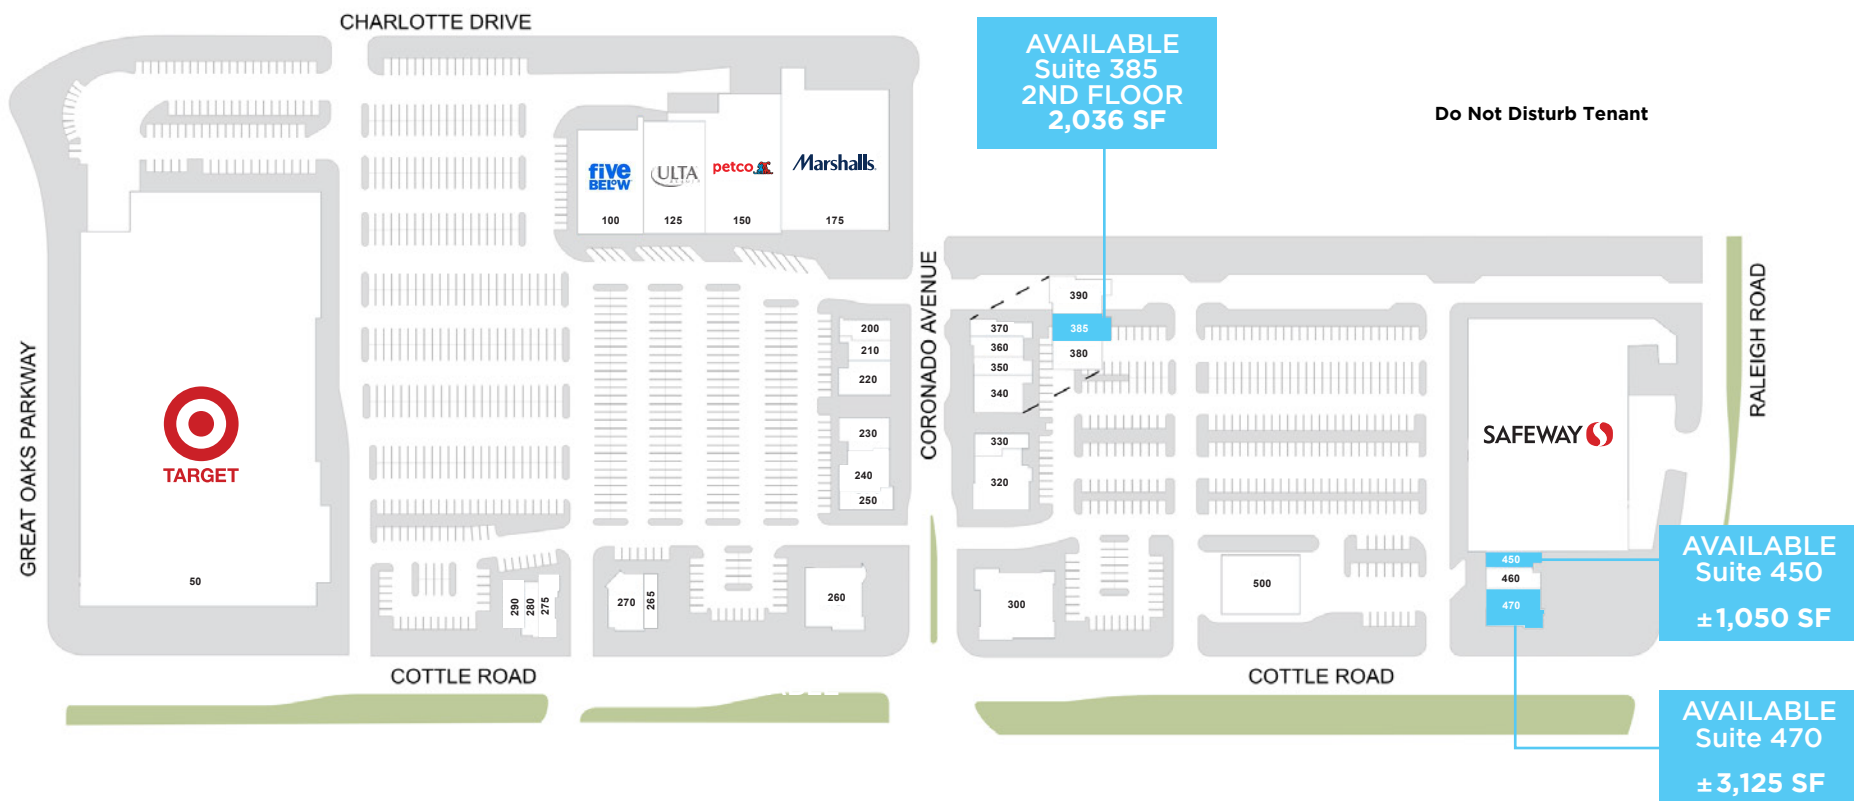 CHARLOTTE DRIVE
AVAILABLE
Suite 385
2ND FLOOR
2,036 SF
Do Not Disturb Tenant
five
BELOW
ULTA
petco
Marshalls
100
125
150
175
GREAT OAKS PARKWAY
TARGET
50
CORONADO AVENUE
RALEIGH ROAD
200
210
220
230
240
250
390
385
380
370
360
350
340
330
320
SAFEWAY
290
280
275
270
265
260
300
500
450
460
470
AVAILABLE
Suite 450
±1,050 SF
COTTLE ROAD
COTTLE ROAD
AVAILABLE
Suite 470
±3,125 SF